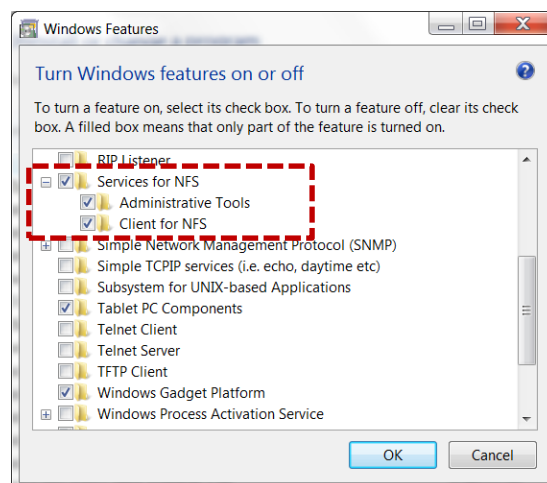 Windows Features
Turn Windows features on or off
To turn a feature on, select its check box. To turn a feature off, clear its check
box. A filled box means that only part of the feature is turned on.
RIP Listener
Services for NFS
Administrative Tools
Client for NFS
Simple Network Management Protocol (SNMP)
Simple TCPIP services (i.e. echo, daytime etc)
Subsystem for UNIX-based Applications
Tablet PC Components
Telnet Client
Telnet Server
TFTP Client
Windows Gadget Platform
Windows Process Activation Service
OK
Cancel